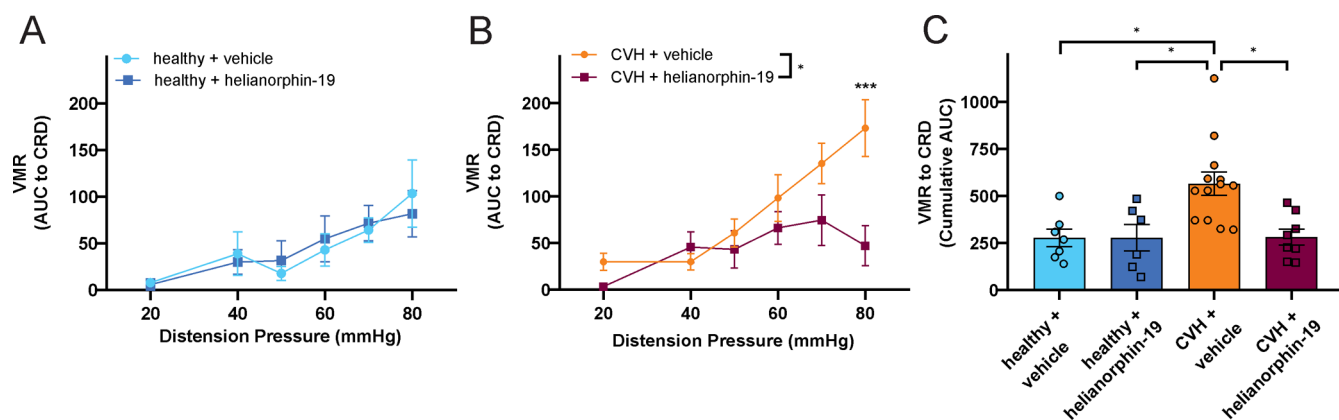 A
healthy + vehicle
healthy + helianorphin-19
VMR
(AUC to CRD)
200
150
100
50
0
20
40
60
80
Distension Pressure (mmHg)
B
CVH + vehicle
CVH + helianorphin-19
*
***
VMR
(AUC to CRD)
200
150
100
50
0
20
40
60
80
Distension Pressure (mmHg)
C
*
*
*
VMR to CRD
(Cumulative AUC)
1000
750
500
250
0
healthy +
vehicle
healthy +
helianorphin-19
CVH +
vehicle
CVH +
helianorphin-19